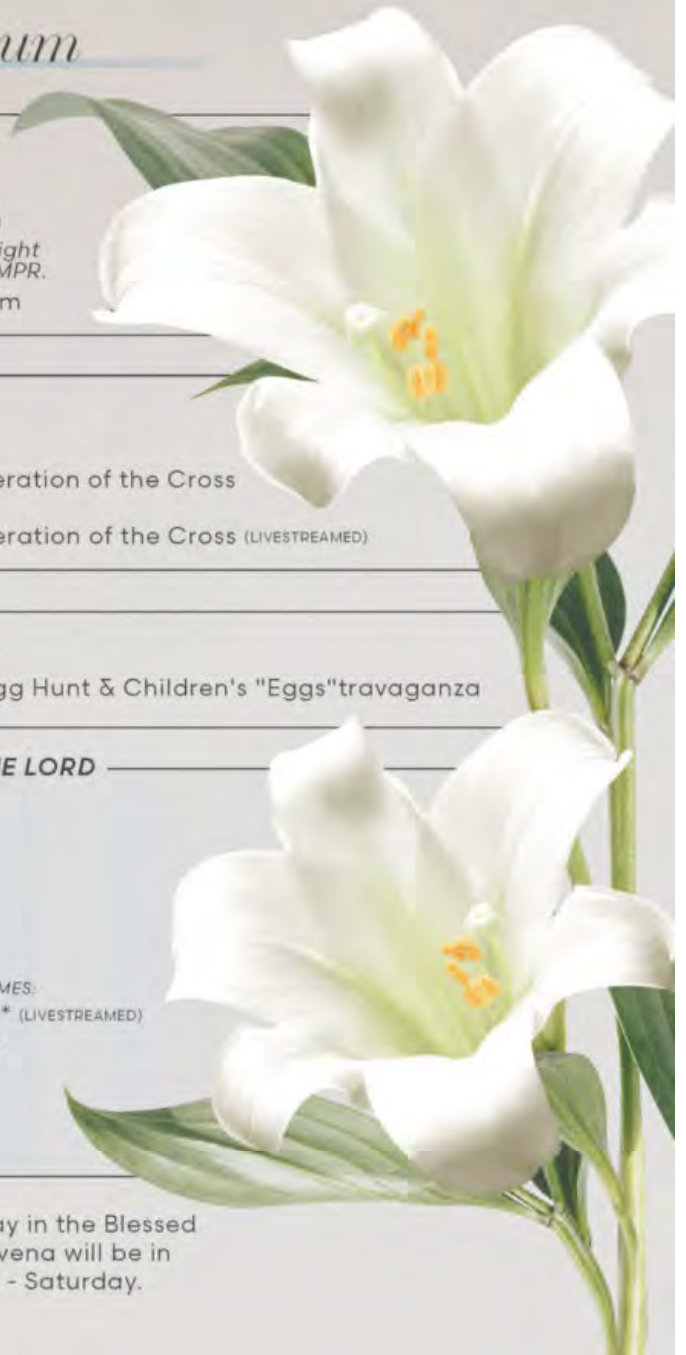 um
ight
MPR.
m
eration of the Cross
eration of the Cross (LIVESTREAMED)
gg Hunt & Children's "Eggs"travaganza
E LORD
MES:
* (LIVESTREAMED)
ay in the Blessed
vena will be in
- Saturday.